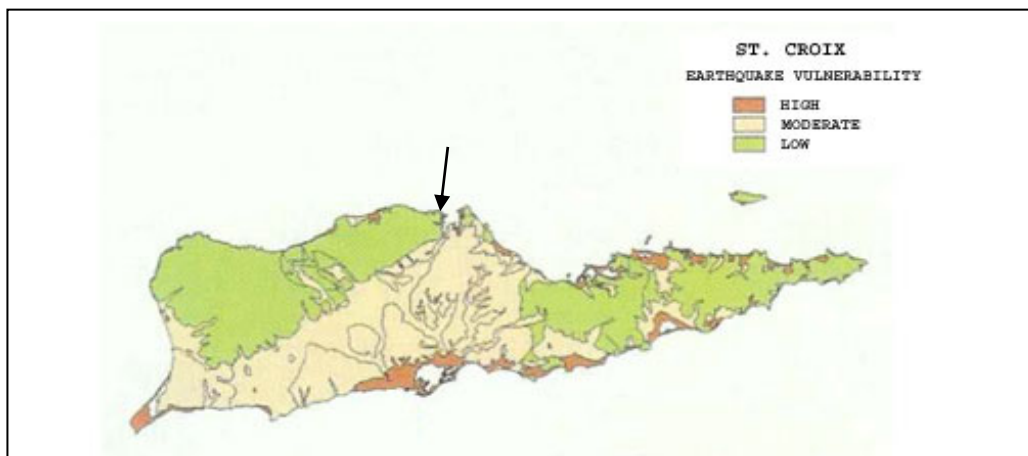 ST. CROIX
EARTHQUAKE VULNERABILITY
HIGH
MODERATE
LOW